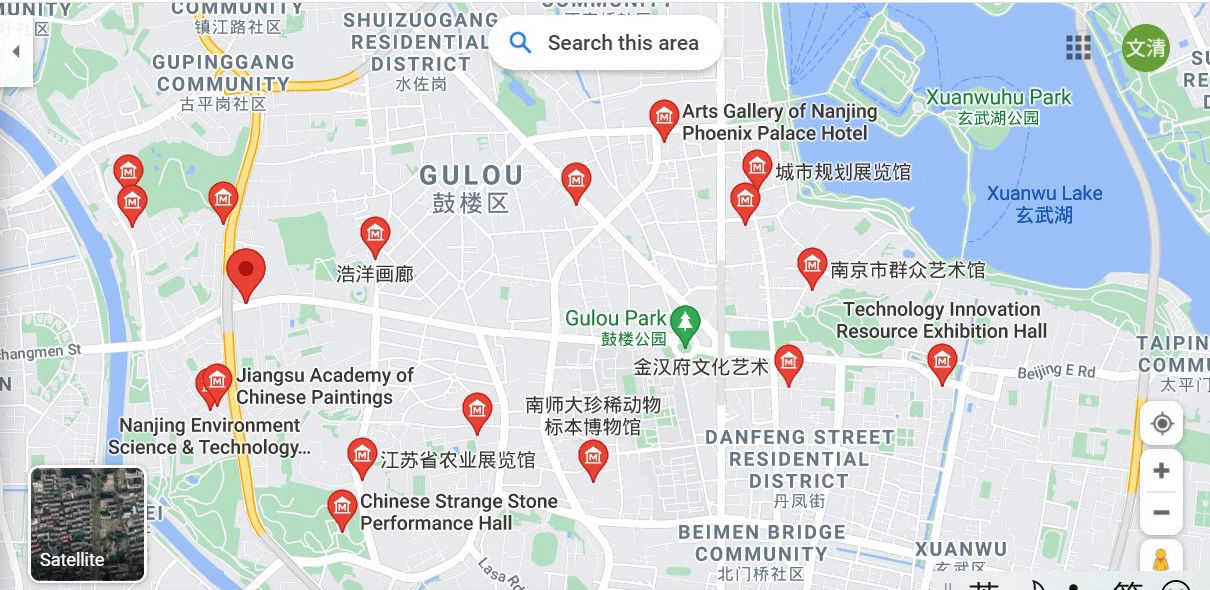 COMMUNITY
镇江路社区
GUPINGGANG
COMMUNITY
古平岗社区
SHUIZUOGANG
RESIDENTIAL
DISTRICT
水佐岗
Search this area
文清
Xuanwuhu Park
玄武湖公园
Arts Gallery of Nanjing
Phoenix Palace Hotel
城市规划展览馆
GULOU
鼓楼区
Xuanwu Lake
玄武湖
浩洋画廊
南京市群众艺术馆
Technology Innovation
Resource Exhibition Hall
Gulou Park
鼓楼公园
金汉府文化艺术
changmen St
Beijing E Rd
TAIPIN
COMMU
太平门
Jiangsu Academy of
Chinese Paintings
Nanjing Environment
Science & Technology...
南师大珍稀动物
标本博物馆
江苏省农业展览馆
DANFENG STREET
RESIDENTIAL
DISTRICT
丹凤街
Chinese Strange Stone
Performance Hall
BEIMEN BRIDGE
COMMUNITY
北门桥社区
XUANWU
玄武区
Lasa Rd
Satellite